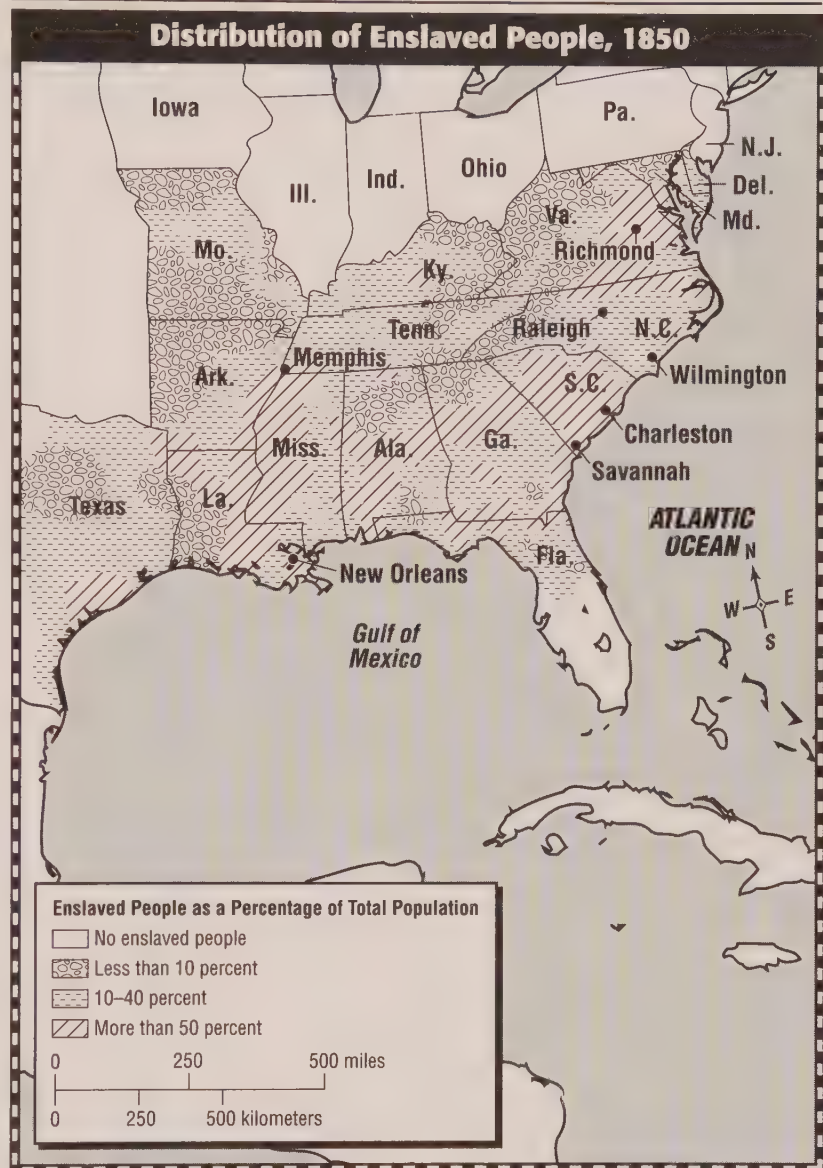 Distribution of Enslaved People, 1850
Iowa
Pa.
N.J.
Ill.
Ind.
Ohio
Del.
Va.
Md.
Mo.
Richmond
Ky.
Tenn.
Raleigh
N.C.
Memphis
Ark.
Wilmington
S.C.
Miss.
Ala.
Ga.
Charleston
Savannah
Texas
La.
ATLANTIC
OCEAN
N
Fla.
New Orleans
W
E
S
Gulf of
Mexico
Enslaved People as a Percentage of Total Population
No enslaved people
Less than 10 percent
10–40 percent
More than 50 percent
0 250 500 miles
0 250 500 kilometers